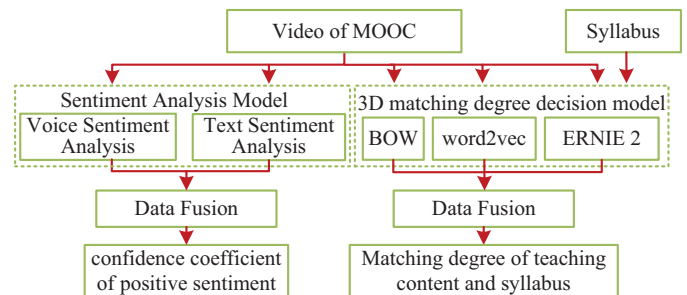 Video of MOOC
Syllabus
Sentiment Analysis Model
Voice Sentiment
Analysis
Text Sentiment
Analysis
3D matching degree decision model
BOW
word2vec
ERNIE 2
Data Fusion
Data Fusion
confidence coefficient
of positive sentiment
Matching degree of teaching
content and syllabus